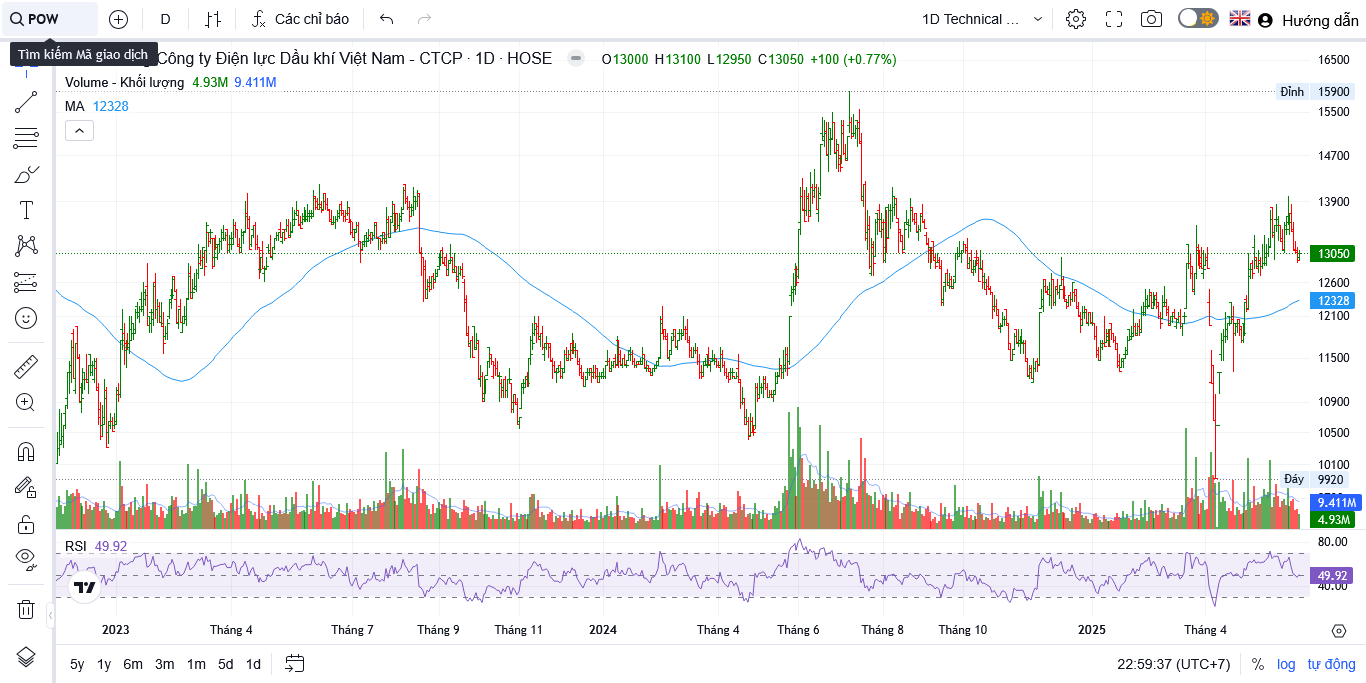 POW
D
Các chỉ báo
1D Technical ...
Hướng dẫn
Tìm kiếm Mã giao dịch
Công ty Điện lực Dầu khí Việt Nam - CTCP · 1D · HOSE
O13000 H13100 L12950 C13050 +100 (+0.77%)
Volume - Khối lượng 4.93M 9.411M
MA 12328
16500
Đỉnh 15900
15500
14700
13900
13050
12600
12328
12100
11500
10900
10500
10100
Đáy 9920
9.411M
4.93M
RSI 49.92
80.00
49.92
40.00
2023
Tháng 4
Tháng 7
Tháng 9
Tháng 11
2024
Tháng 4
Tháng 6
Tháng 8
Tháng 10
2025
Tháng 4
5y 1y 6m 3m 1m 5d 1d
22:59:37 (UTC+7)
% log tự động